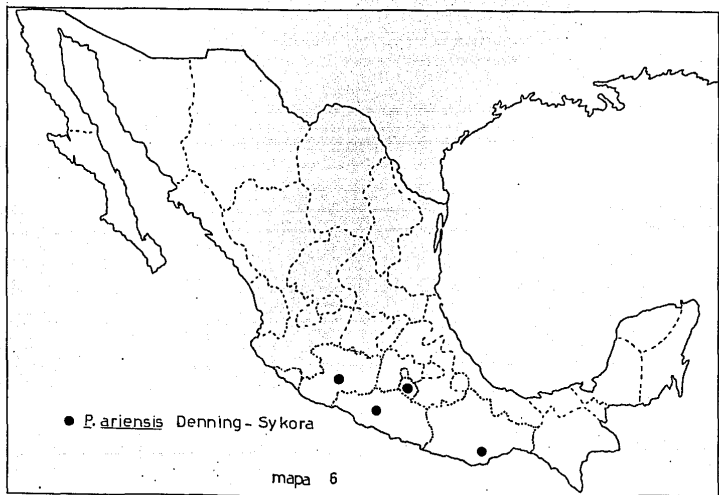 ● P. ariensis Denning - Sykora
mapa 6